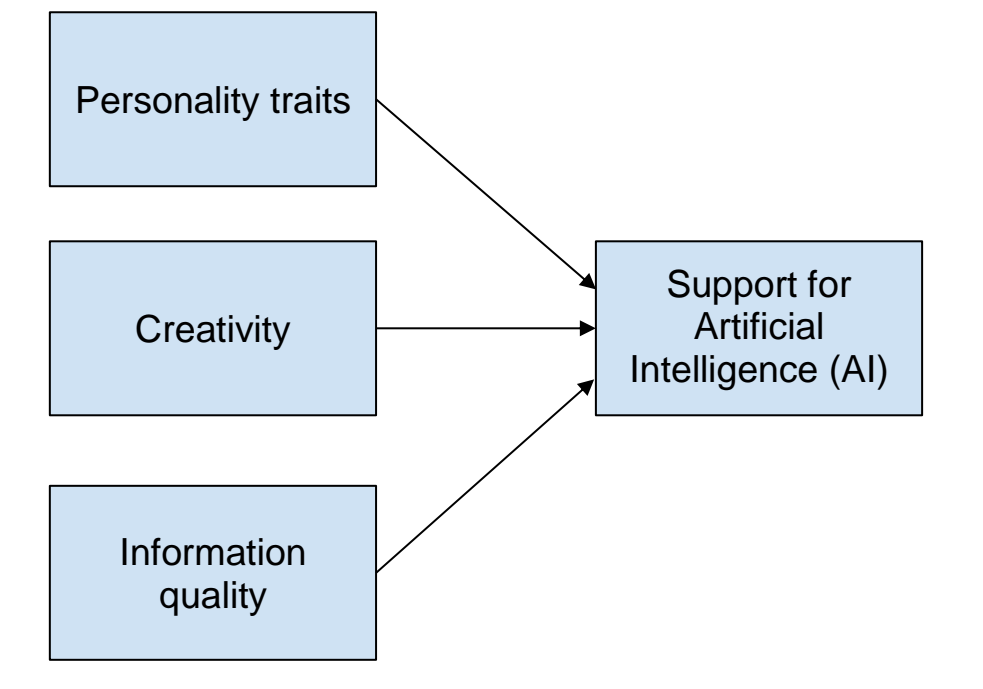 Personality traits
Creativity
Information
quality
Support for
Artificial
Intelligence (AI)